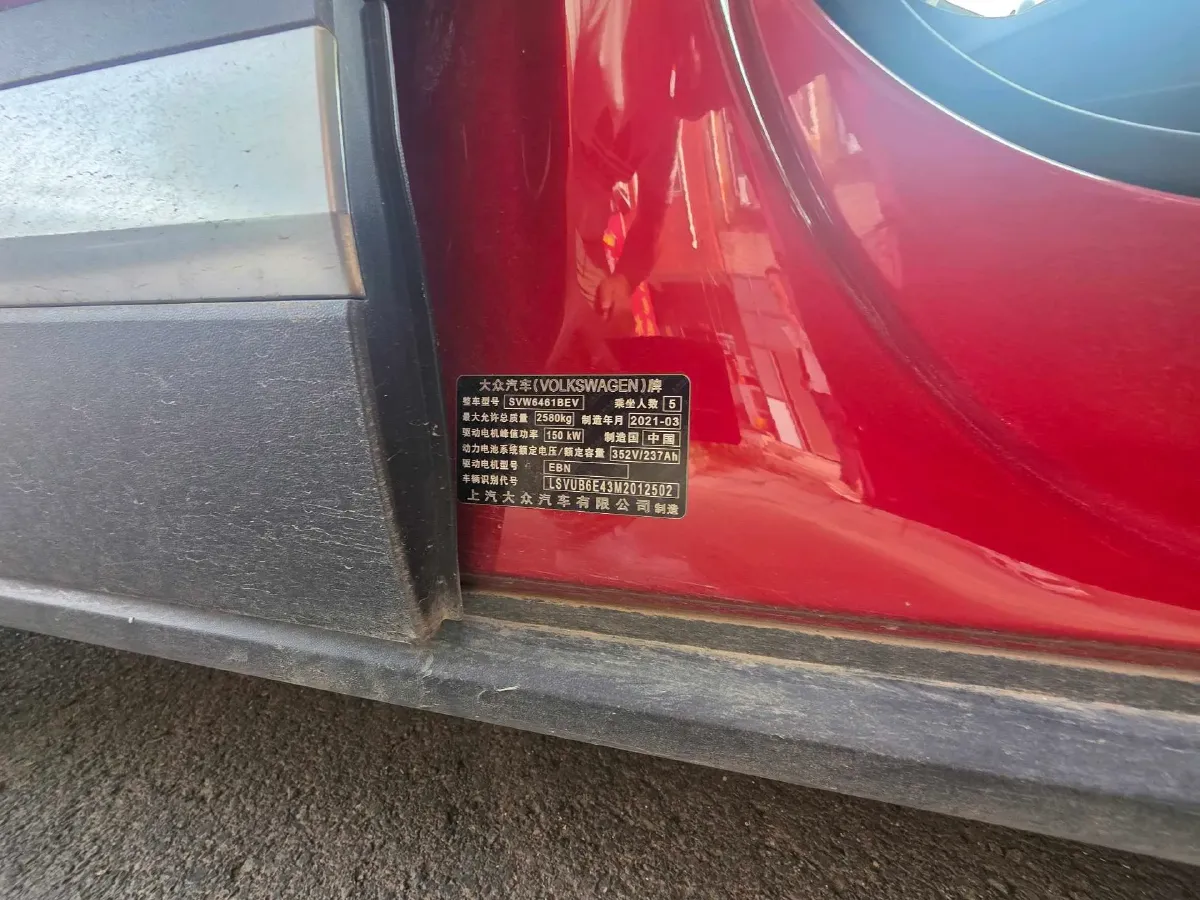 大众汽车(VOLKSWAGEN)牌
整车型号 SVW6461BEV 乘坐人数 5
最大允许总质量 2580kg 制造年月 2021-03
驱动电机峰值功率 150 kW 制造国 中国
动力电池系统额定电压/额定容量 352V/237Ah
驱动电机型号 EBN
车辆识别代号 LSVUB6E43M2012502
上汽大众汽车有限公司 制造